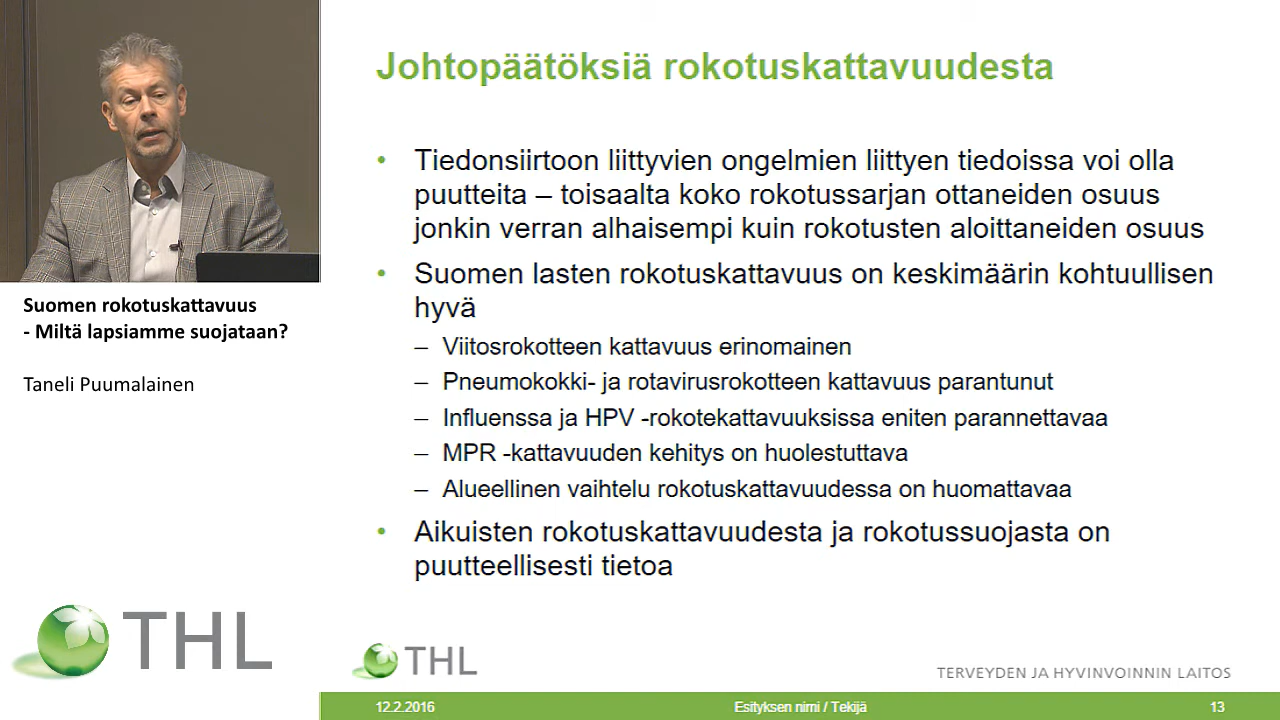 Suomen rokotuskattavuus
- Miltä lapsiamme suojataan?
Taneli Puumalainen
THL
Johtopäätöksiä rokotuskattavuudesta
• Tiedonsiirtoon liittyvien ongelmien liittyen tiedoissa voi olla
puutteita – toisaalta koko rokotussarjan ottaneiden osuus
jonkin verran alhaisempi kuin rokotusten aloittaneiden osuus
• Suomen lasten rokotuskattavuus on keskimäärin kohtuullisen
hyvä
– Viitosrokotteen kattavuus erinomainen
– Pneumokokki- ja rotavirusrokotteen kattavuus parantunut
– Influenssa ja HPV -rokotekattavuuksissa eniten parannettavaa
– MPR -kattavuuden kehitys on huolestuttava
– Alueellinen vaihtelu rokotuskattavuudessa on huomattavaa
• Aikuisten rokotuskattavuudesta ja rokotussuojasta on
puutteellisesti tietoa
THL
TERVEYDEN JA HYVINVOINNIN LAITOS
12.2.2016
Esityksen nimi / Tekijä
13